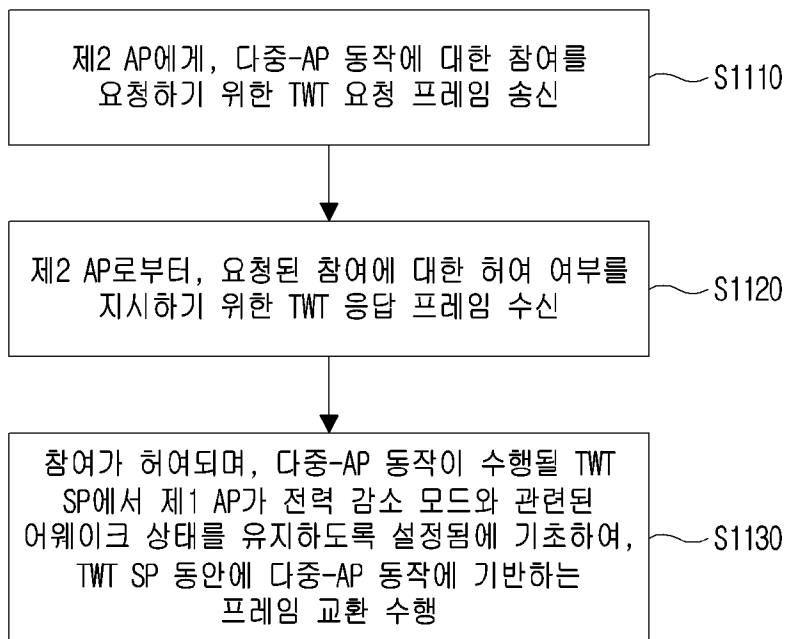 제2 AP에게, 다중-AP 동작에 대한 참여를
요청하기 위한 TWT 요청 프레임 송신
S1110
제2 AP로부터, 요청된 참여에 대한 허여 여부를
지시하기 위한 TWT 응답 프레임 수신
S1120
참여가 허여되며, 다중-AP 동작이 수행될 TWT
SP에서 제1 AP가 전력 감소 모드와 관련된
어웨이크 상태를 유지하도록 설정됨에 기초하여,
TWT SP 동안에 다중-AP 동작에 기반하는
프레임 교환 수행
S1130